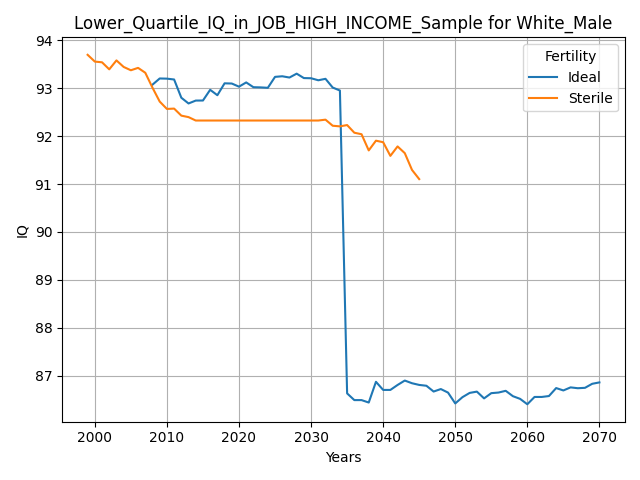 Lower_Quartile_IQ_in_JOB_HIGH_INCOME_Sample for White_Male
94
93
92
91
90
89
88
87
IQ
Fertility
Ideal
Sterile
2000 2010 2020 2030 2040 2050 2060 2070
Years